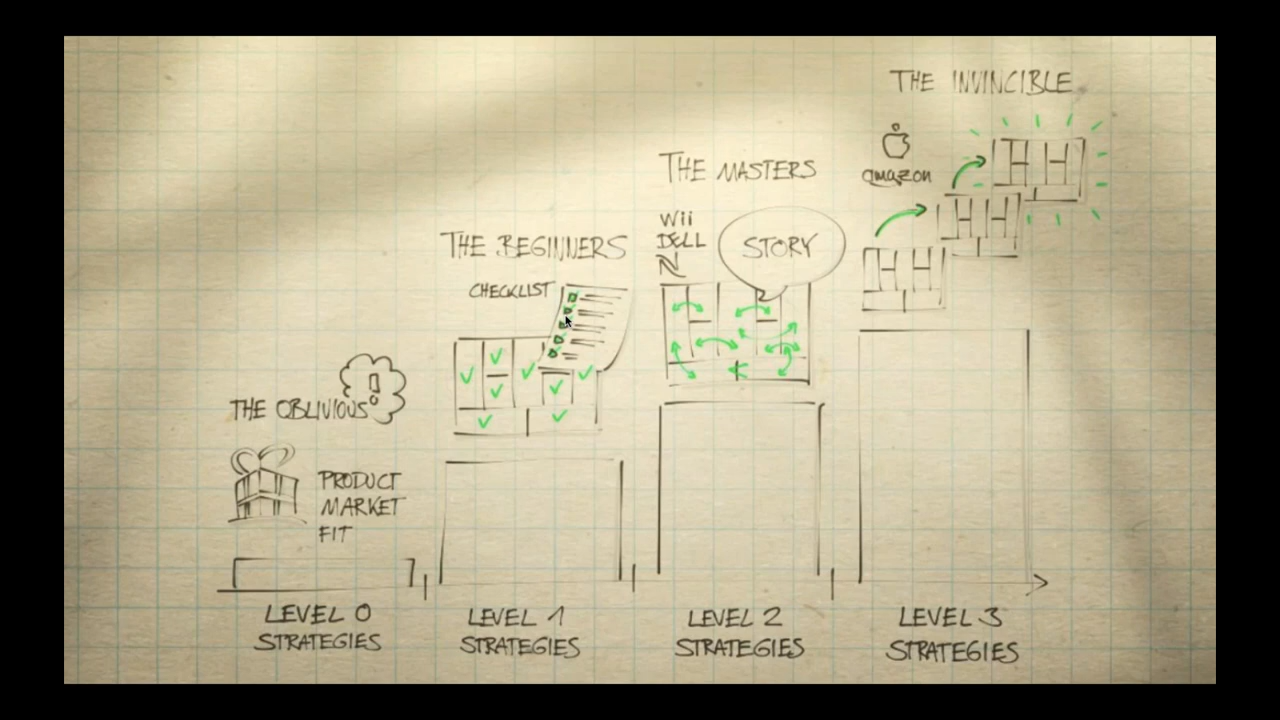 THE INVINCIBLE
amazon
THE MASTERS
Wii
DELL
N
STORY
THE BEGINNERS
CHECKLIST
THE OBLIVIOUS
PRODUCT
MARKET
FIT
LEVEL 0
STRATEGIES
LEVEL 1
STRATEGIES
LEVEL 2
STRATEGIES
LEVEL 3
STRATEGIES